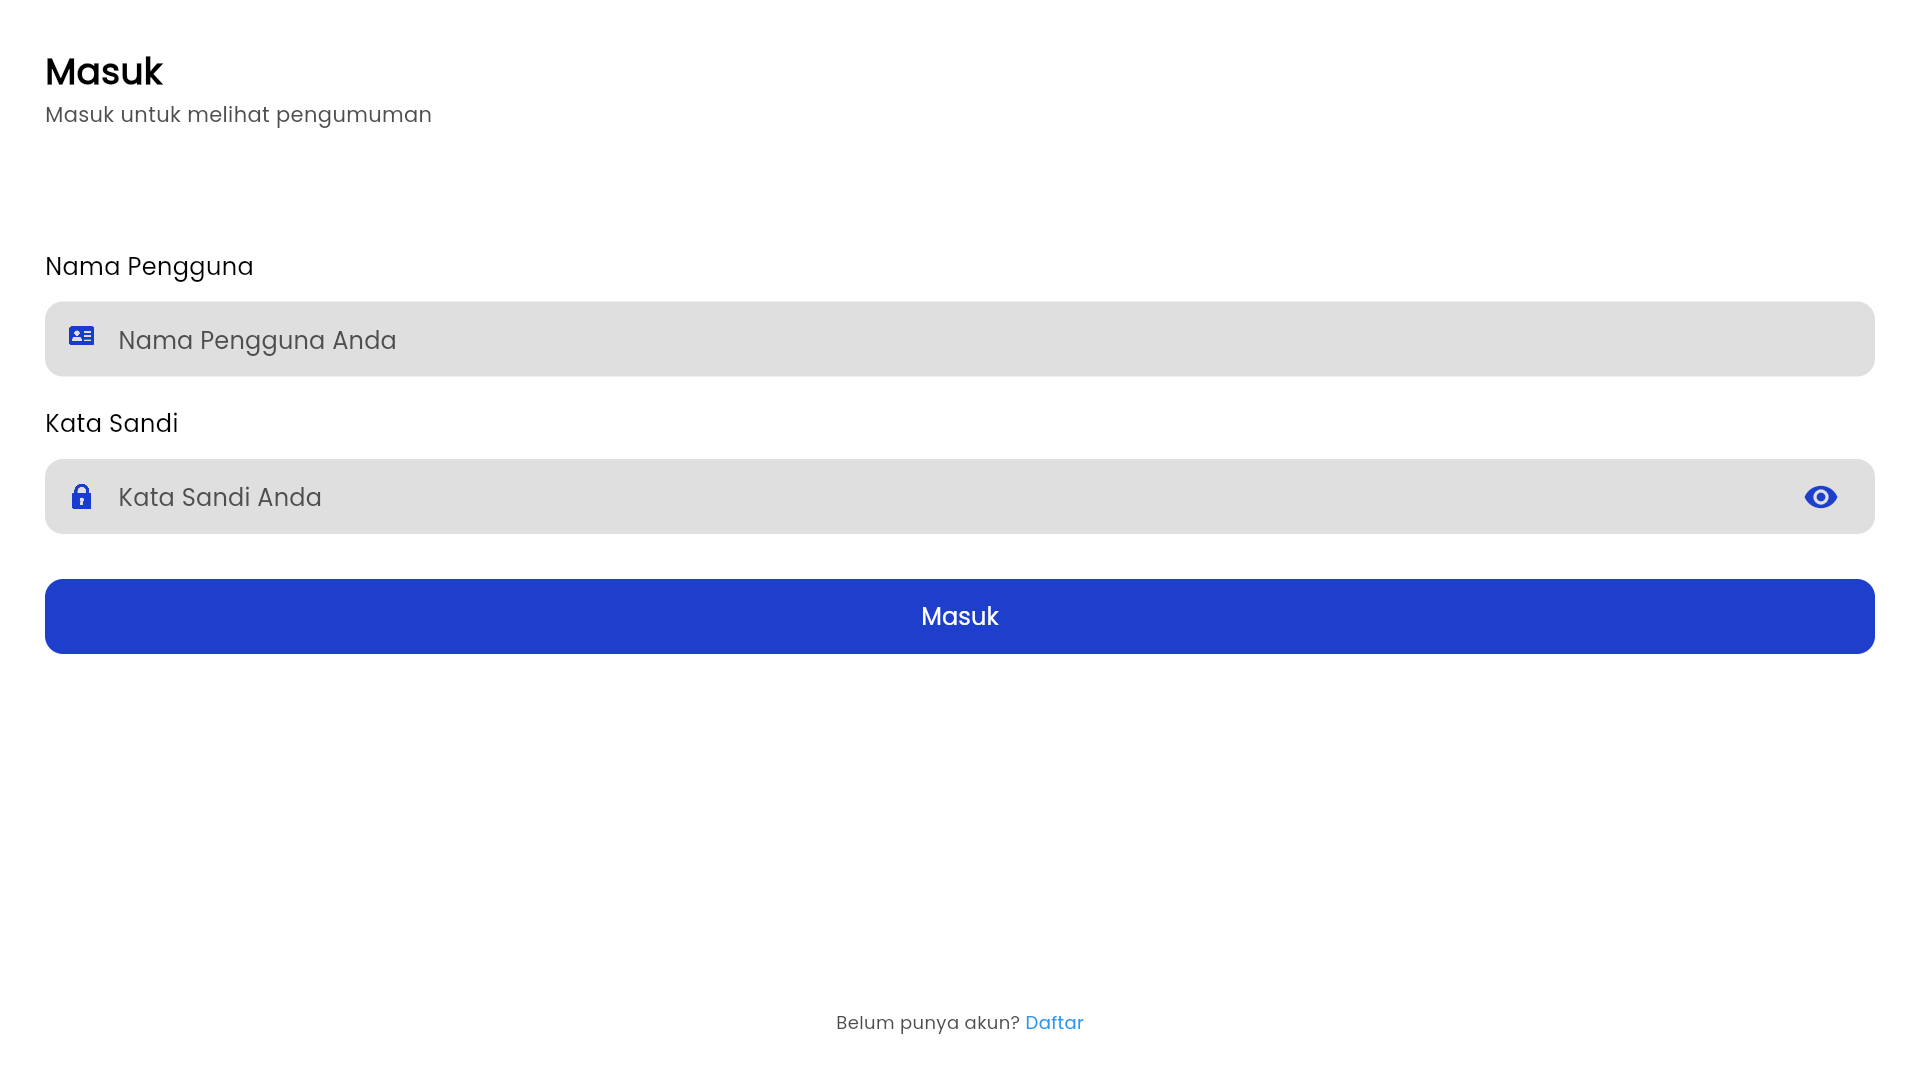 Masuk
Masuk untuk melihat pengumuman
Nama Pengguna
Nama Pengguna Anda
Kata Sandi
Kata Sandi Anda
Masuk
Belum punya akun? Daftar